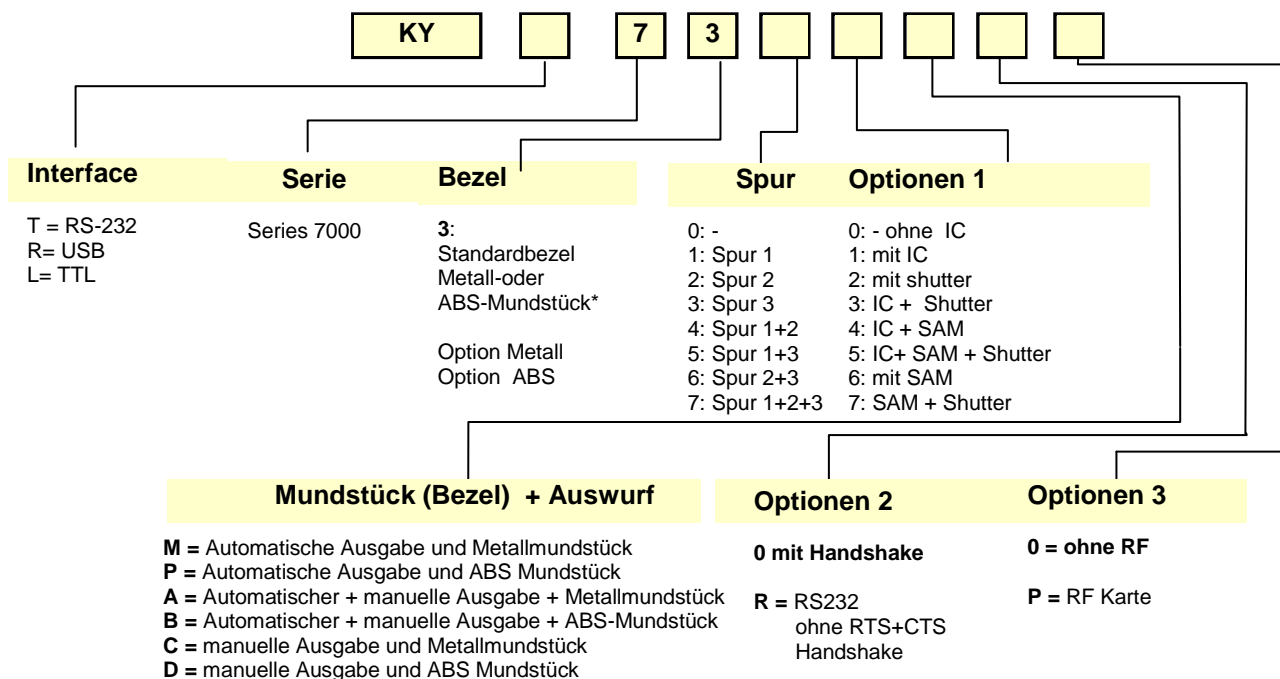 KY 7 3
Interface
T = RS-232
R= USB
L= TTL
Serie
Series 7000
Bezel
3:
Standardbezel
Metall-oder
ABS-Mundstück*
Option Metall
Option ABS
Spur
0: -
1: Spur 1
2: Spur 2
3: Spur 3
4: Spur 1+2
5: Spur 1+3
6: Spur 2+3
7: Spur 1+2+3
Optionen 1
0: - ohne IC
1: mit IC
2: mit shutter
3: IC + Shutter
4: IC + SAM
5: IC+ SAM + Shutter
6: mit SAM
7: SAM + Shutter
Mundstück (Bezel) + Auswurf
M = Automatische Ausgabe und Metallmundstück
P = Automatische Ausgabe und ABS Mundstück
A = Automatischer + manuelle Ausgabe + Metallmundstück
B = Automatischer + manuelle Ausgabe + ABS-Mundstück
C = manuelle Ausgabe und Metallmundstück
D = manuelle Ausgabe und ABS Mundstück
Optionen 2
0 mit Handshake
R = RS232
ohne RTS+CTS
Handshake
Optionen 3
0 = ohne RF
P = RF Karte